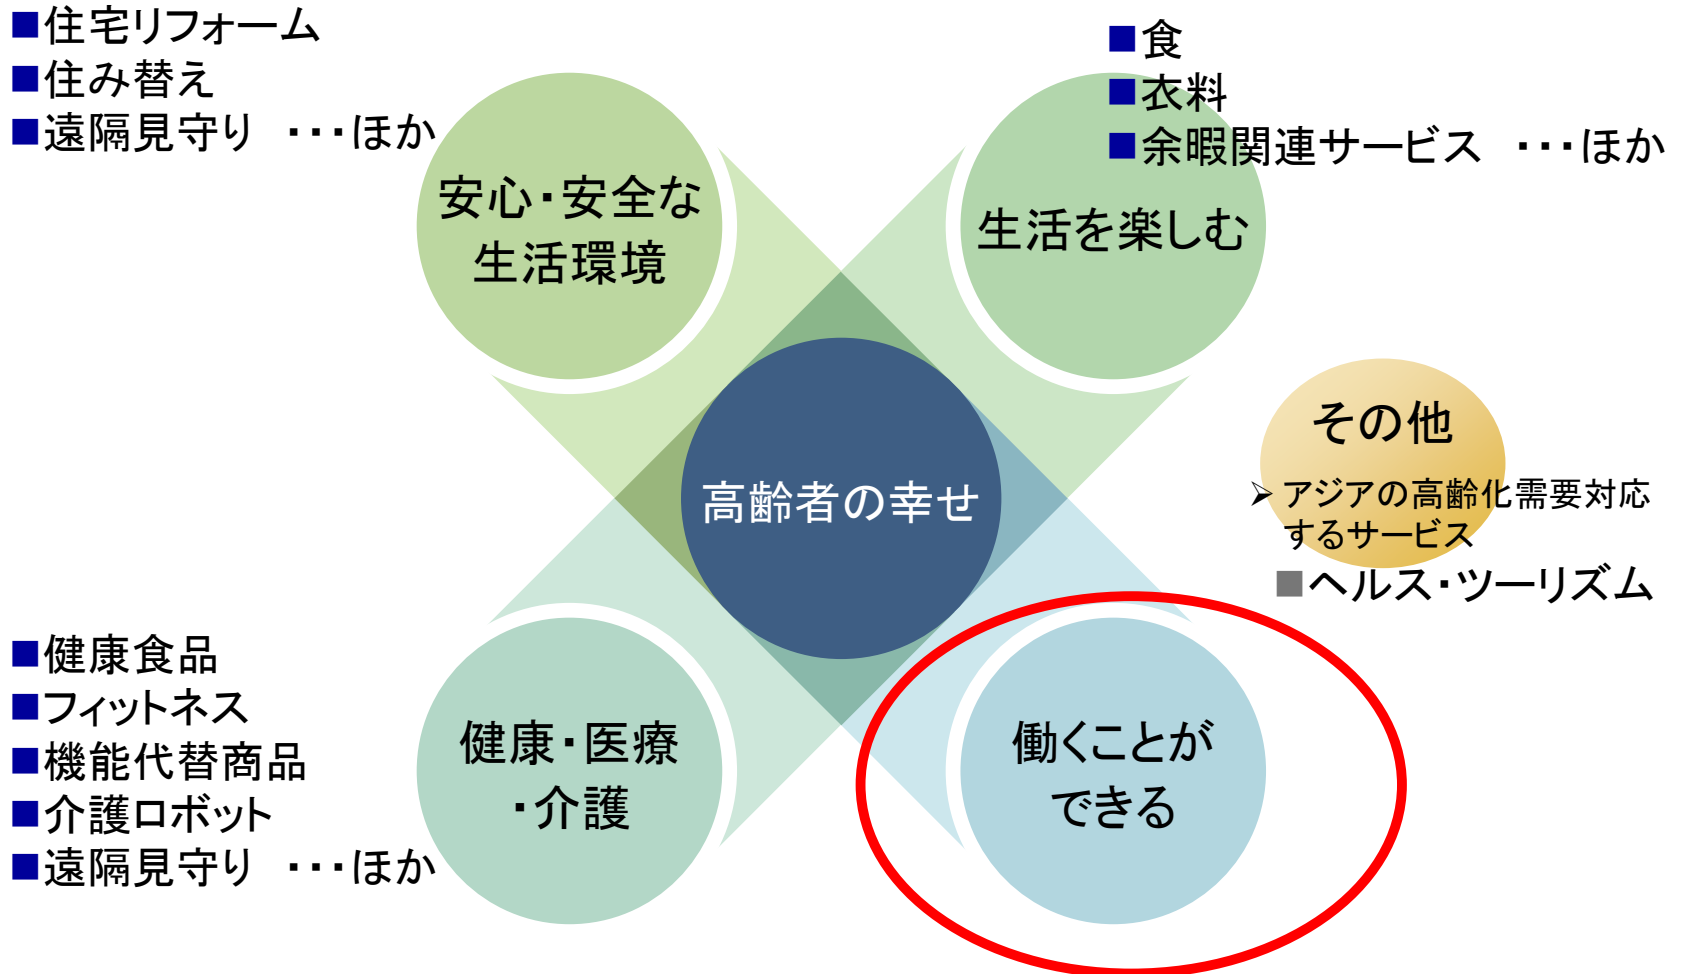 ■住宅リフォーム
■住み替え
■遠隔見守り ・・・ほか
■食
■衣料
■余暇関連サービス ・・・ほか
安心・安全な
生活環境
生活を楽しむ
高齢者の幸せ
その他
➢アジアの高齢化需要対応
するサービス
■ヘルス・ツーリズム
■健康食品
■フィットネス
■機能代替商品
■介護ロボット
■遠隔見守り ・・・ほか
健康・医療
・介護
働くことが
できる